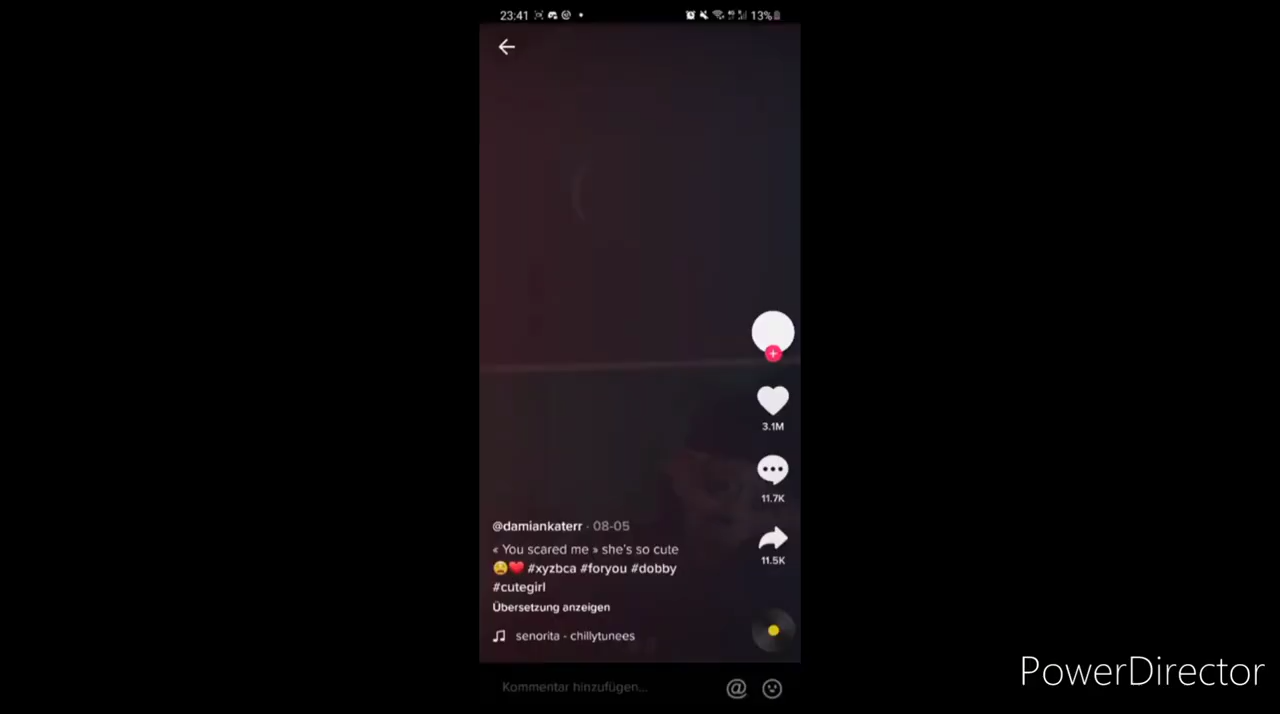 23:41
13%
3.1M
11.7K
11.5K
@damiankaterr · 08-05
« You scared me » she's so cute
😩❤️ #xyzbca #foryou #dobby
#cutegirl
Übersetzung anzeigen
senorita - chillytunees
Kommentar hinzufügen...
PowerDirector